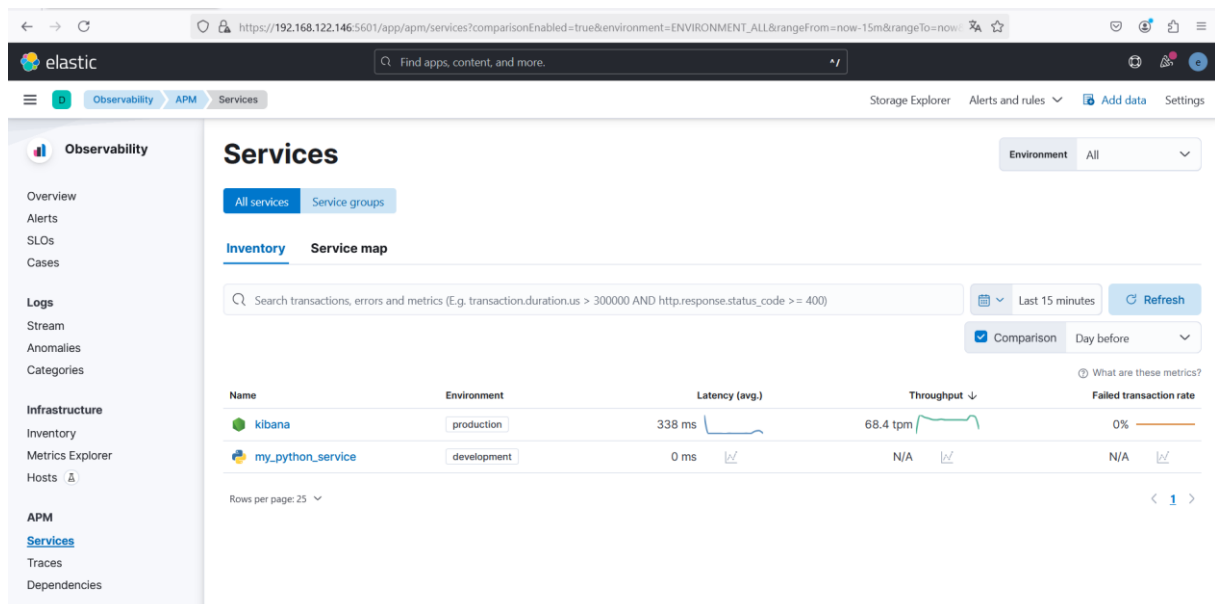 https://192.168.122.146:5601/app/apm/services?comparisonEnabled=true&environment=ENVIRONMENT_ALL&rangeFrom=now-15m&rangeTo=now
elastic
Find apps, content, and more.
^/
e
D
Observability
APM
Services
Storage Explorer
Alerts and rules
Add data
Settings
Observability
Overview
Alerts
SLOs
Cases
Logs
Stream
Anomalies
Categories
Infrastructure
Inventory
Metrics Explorer
Hosts
APM
Services
Traces
Dependencies
Services
Environment All
All services Service groups
Inventory Service map
Search transactions, errors and metrics (E.g. transaction.duration.us > 300000 AND http.response.status_code >= 400)
Last 15 minutes
Refresh
Comparison Day before
What are these metrics?
Name Environment Latency (avg.) Throughput Failed transaction rate
kibana production 338 ms 68.4 tpm 0%
my_python_service development 0 ms N/A N/A
Rows per page: 25
< 1 >